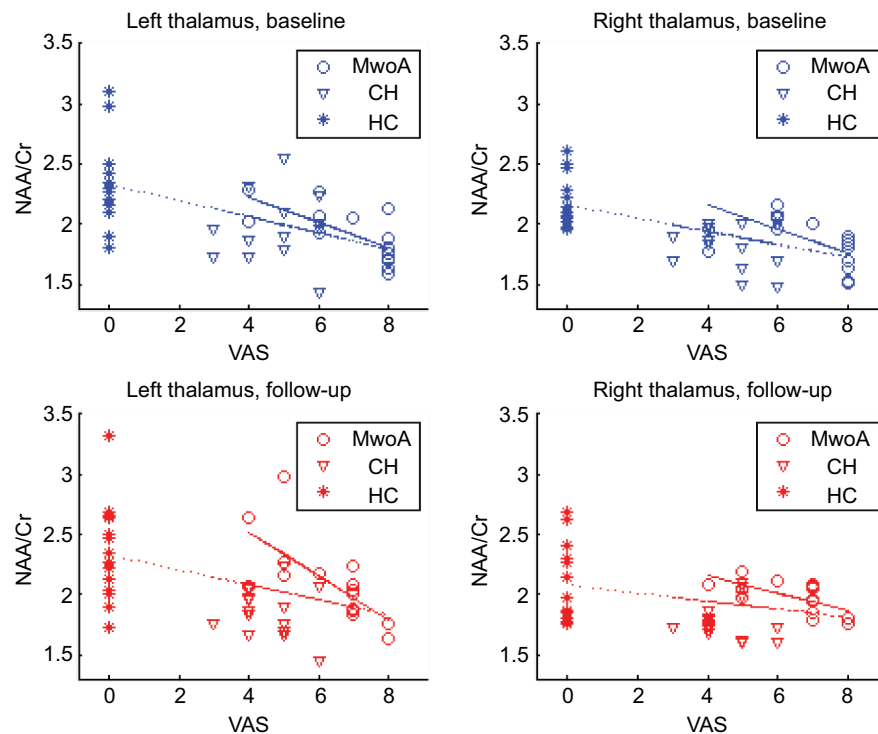 Left thalamus, baseline
3.5
3
2.5
2
1.5
NAA/Cr
0 2 4 6 8
VAS
MwoA
CH
HC
Right thalamus, baseline
3.5
3
2.5
2
1.5
NAA/Cr
0 2 4 6 8
VAS
MwoA
CH
HC
Left thalamus, follow-up
3.5
3
2.5
2
1.5
NAA/Cr
0 2 4 6 8
VAS
MwoA
CH
HC
Right thalamus, follow-up
3.5
3
2.5
2
1.5
NAA/Cr
0 2 4 6 8
VAS
MwoA
CH
HC